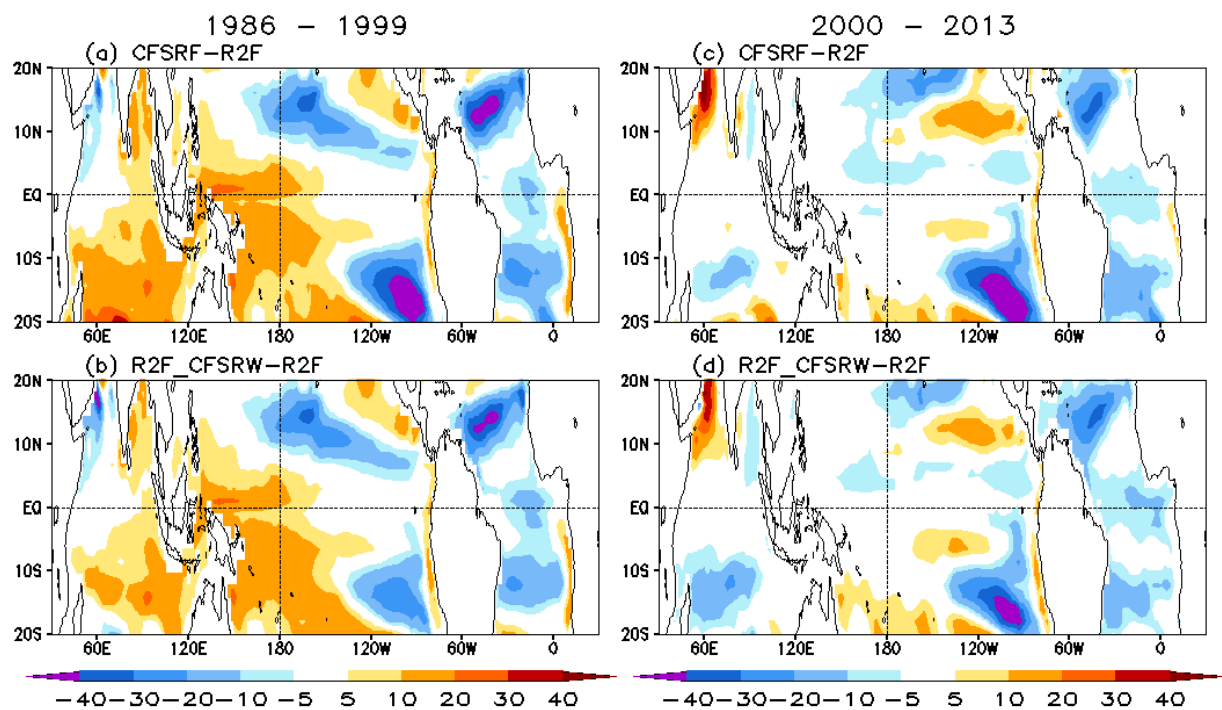 1986 – 1999
2000 – 2013
(a) CFSRF–R2F
(c) CFSRF–R2F
20N
10N
EQ
10S
20S
60E 120E 180 120W 60W 0
20N
10N
EQ
10S
20S
60E 120E 180 120W 60W 0
(b) R2F_CFSRW–R2F
(d) R2F_CFSRW–R2F
20N
10N
EQ
10S
20S
60E 120E 180 120W 60W 0
20N
10N
EQ
10S
20S
60E 120E 180 120W 60W 0
–40 –30 –20 –10 –5 5 10 20 30 40
–40 –30 –20 –10 –5 5 10 20 30 40